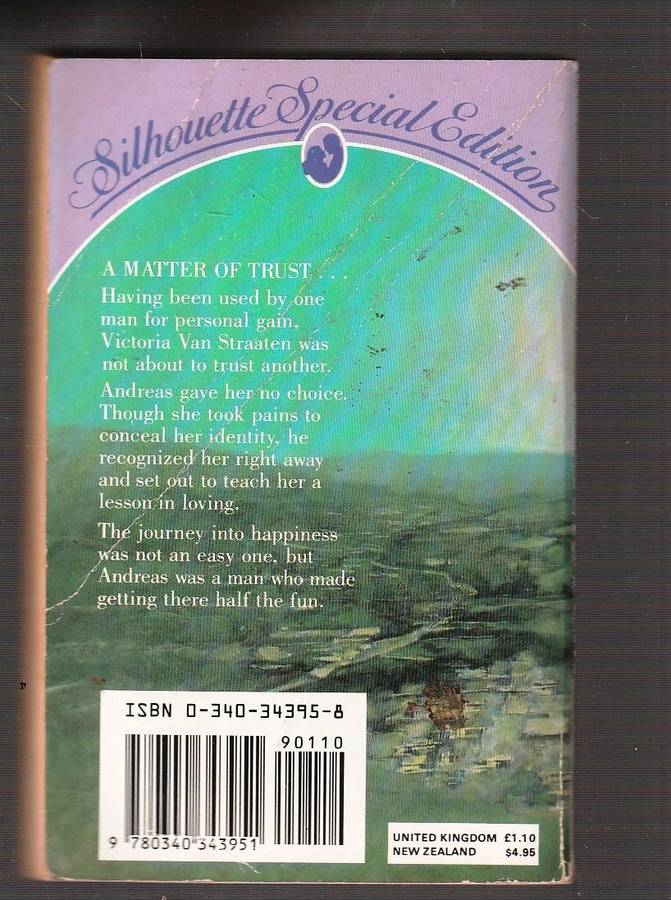 Silhouette Special Edition
A MATTER OF TRUST . . .
Having been used by one
man for personal gain,
Victoria Van Straaten was
not about to trust another.
Andreas gave her no choice.
Though she took pains to
conceal her identity, he
recognized her right away
and set out to teach her a
lesson in loving.
The journey into happiness
was not an easy one, but
Andreas was a man who made
getting there half the fun.
ISBN 0-340-34395-8
90110
9 780340 343951
UNITED KINGDOM £1.10
NEW ZEALAND $4.95